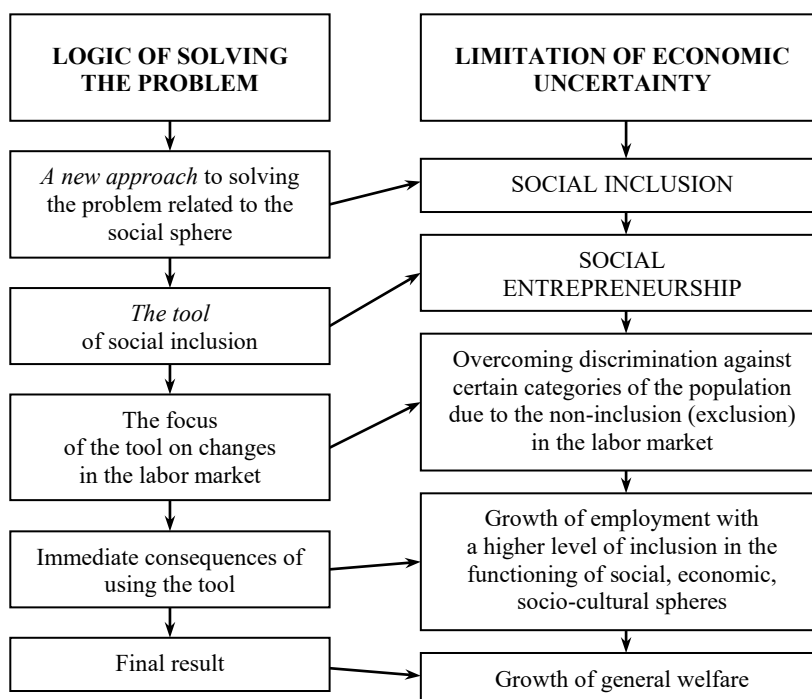 LOGIC OF SOLVING
THE PROBLEM
A new approach to solving
the problem related to the
social sphere
The tool
of social inclusion
The focus
of the tool on changes
in the labor market
Immediate consequences of
using the tool
Final result
LIMITATION OF ECONOMIC
UNCERTAINTY
SOCIAL INCLUSION
SOCIAL
ENTREPRENEURSHIP
Overcoming discrimination against
certain categories of the population
due to the non-inclusion (exclusion)
in the labor market
Growth of employment with
a higher level of inclusion in the
functioning of social, economic,
socio-cultural spheres
Growth of general welfare